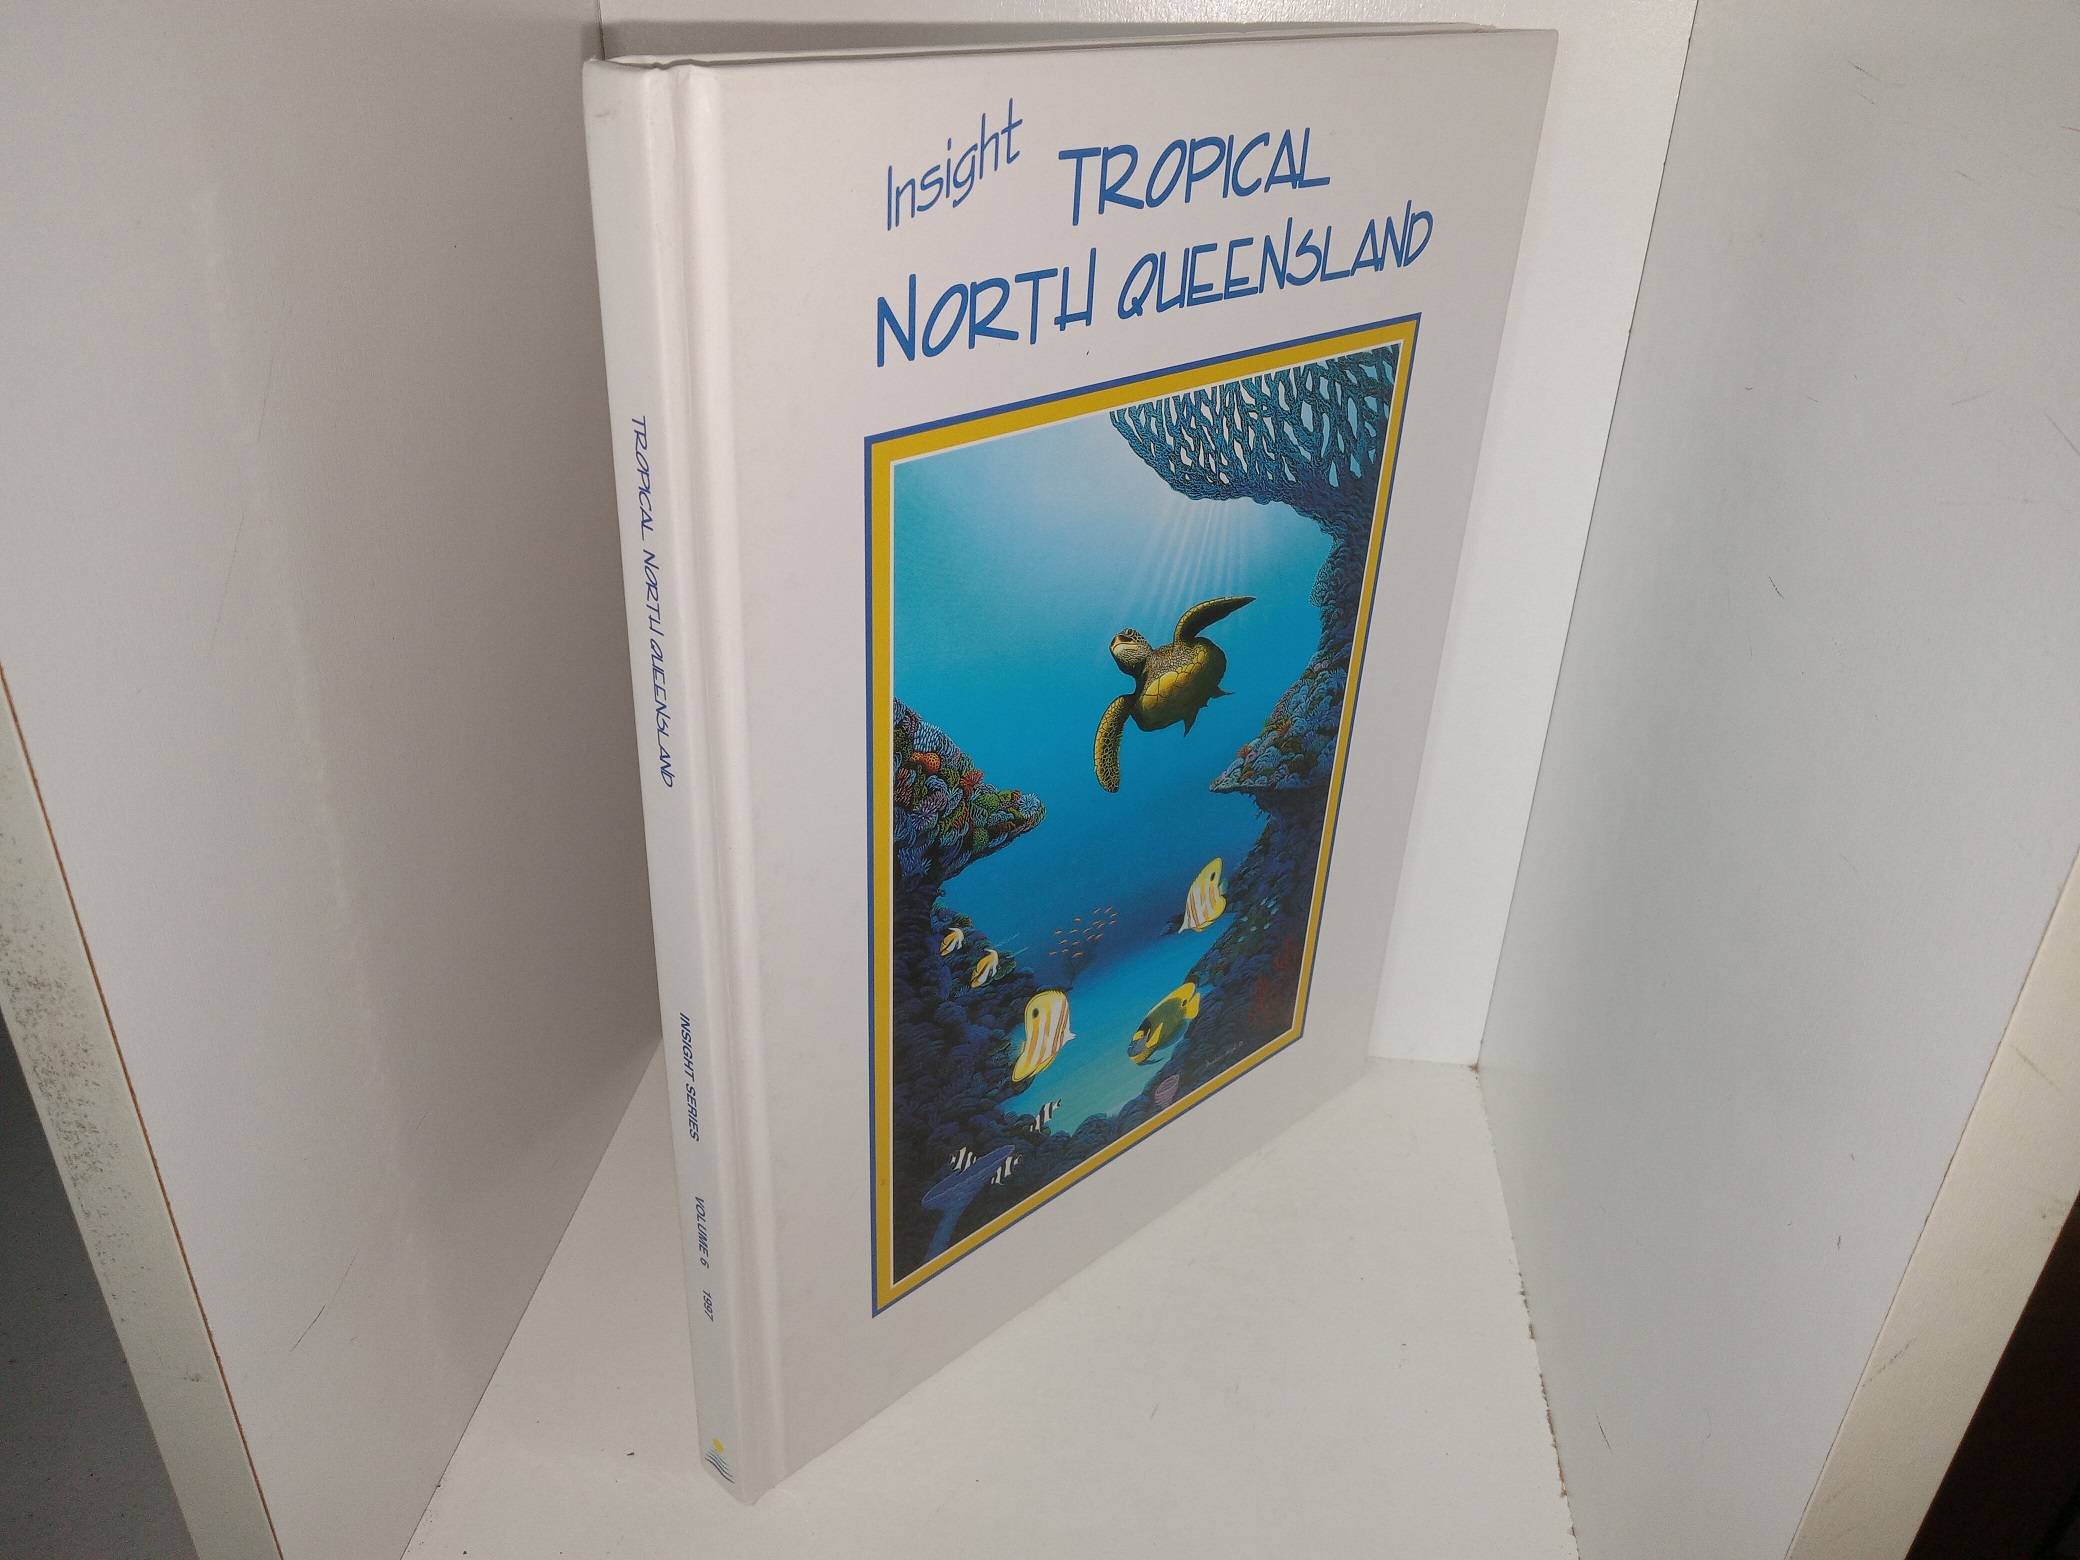 Insight TROPICAL
NORTH QUEENSLAND
TROPICAL NORTH QUEENSLAND
INSIGHT SERIES
VOLUME 6
1997